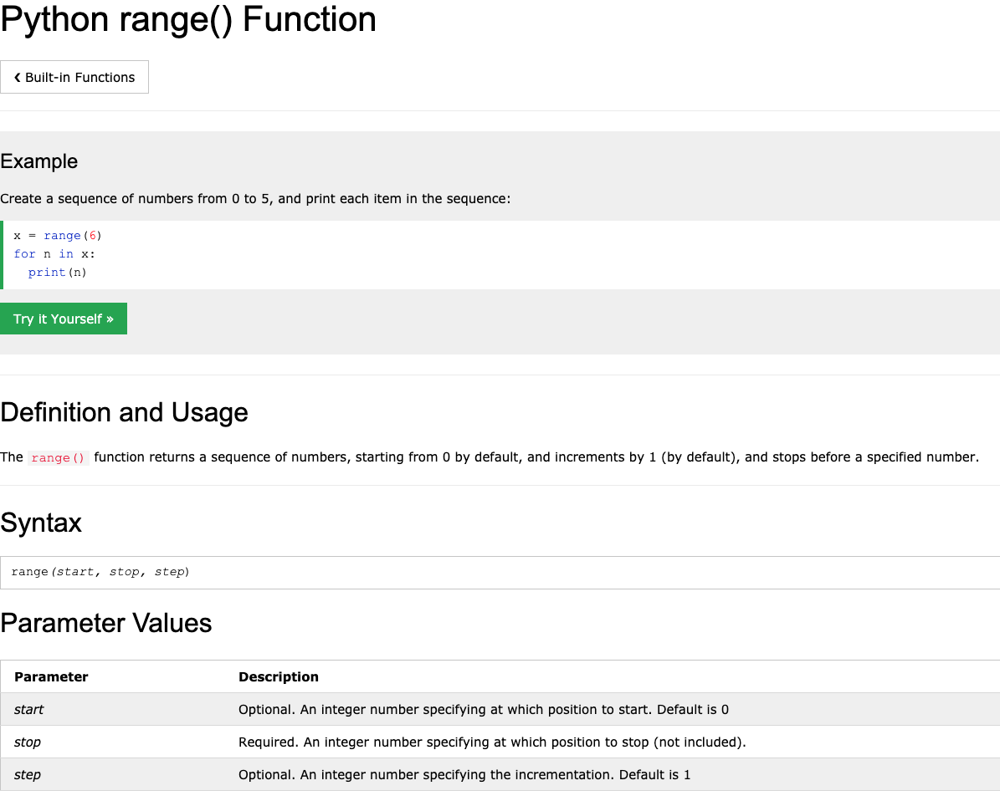 Python range() Function
❮ Built-in Functions
Example
Create a sequence of numbers from 0 to 5, and print each item in the sequence:
x = range(6)
for n in x:
  print(n)
Try it Yourself »
Definition and Usage
The range() function returns a sequence of numbers, starting from 0 by default, and increments by 1 (by default), and stops before a specified number.
Syntax
range(start, stop, step)
Parameter Values
Parameter Description
start Optional. An integer number specifying at which position to start. Default is 0
stop Required. An integer number specifying at which position to stop (not included).
step Optional. An integer number specifying the incrementation. Default is 1